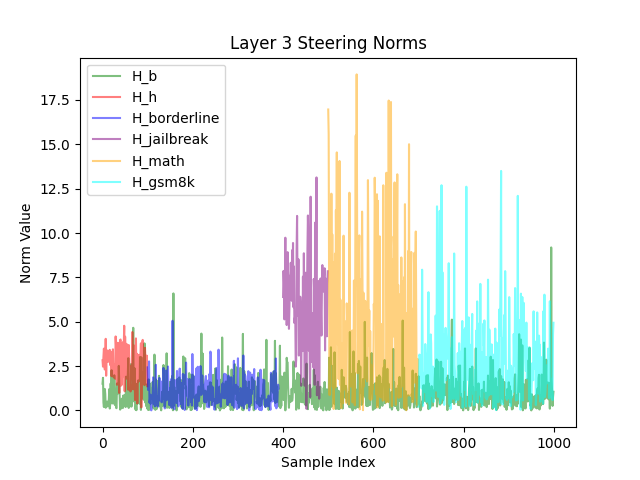 Layer 3 Steering Norms
H_b
H_h
H_borderline
H_jailbreak
H_math
H_gsm8k
Norm Value
17.5
15.0
12.5
10.0
7.5
5.0
2.5
0.0
0
200
400
600
800
1000
Sample Index